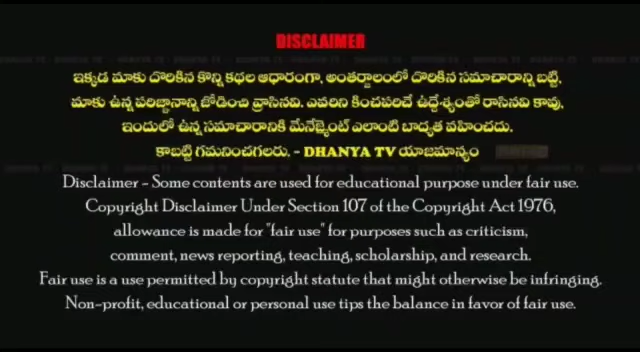 DISCLAIMER
ఇక్కడ మాకు దొరికిన కొన్ని కథల ఆధారంగా, అంతర్జాలంలో దొరికిన సమాచారాన్ని బట్టి,
మాకు ఉన్న పరిజ్ఞానాన్ని జోడించి వ్రాసినవి. ఎవరిని కించపరిచే ఉద్దేశ్యంతో రాసినవి కావు,
ఇందులో ఉన్న సమాచారానికి మేనేజ్మెంట్ ఎలాంటి బాధ్యత వహించదు.
కాబట్టి గమనించగలరు. - DHANYA TV యాజమాన్యం
Disclaimer - Some contents are used for educational purpose under fair use.
Copyright Disclaimer Under Section 107 of the Copyright Act 1976,
allowance is made for "fair use" for purposes such as criticism,
comment, news reporting, teaching, scholarship, and research.
Fair use is a use permitted by copyright statute that might otherwise be infringing.
Non-profit, educational or personal use tips the balance in favor of fair use.